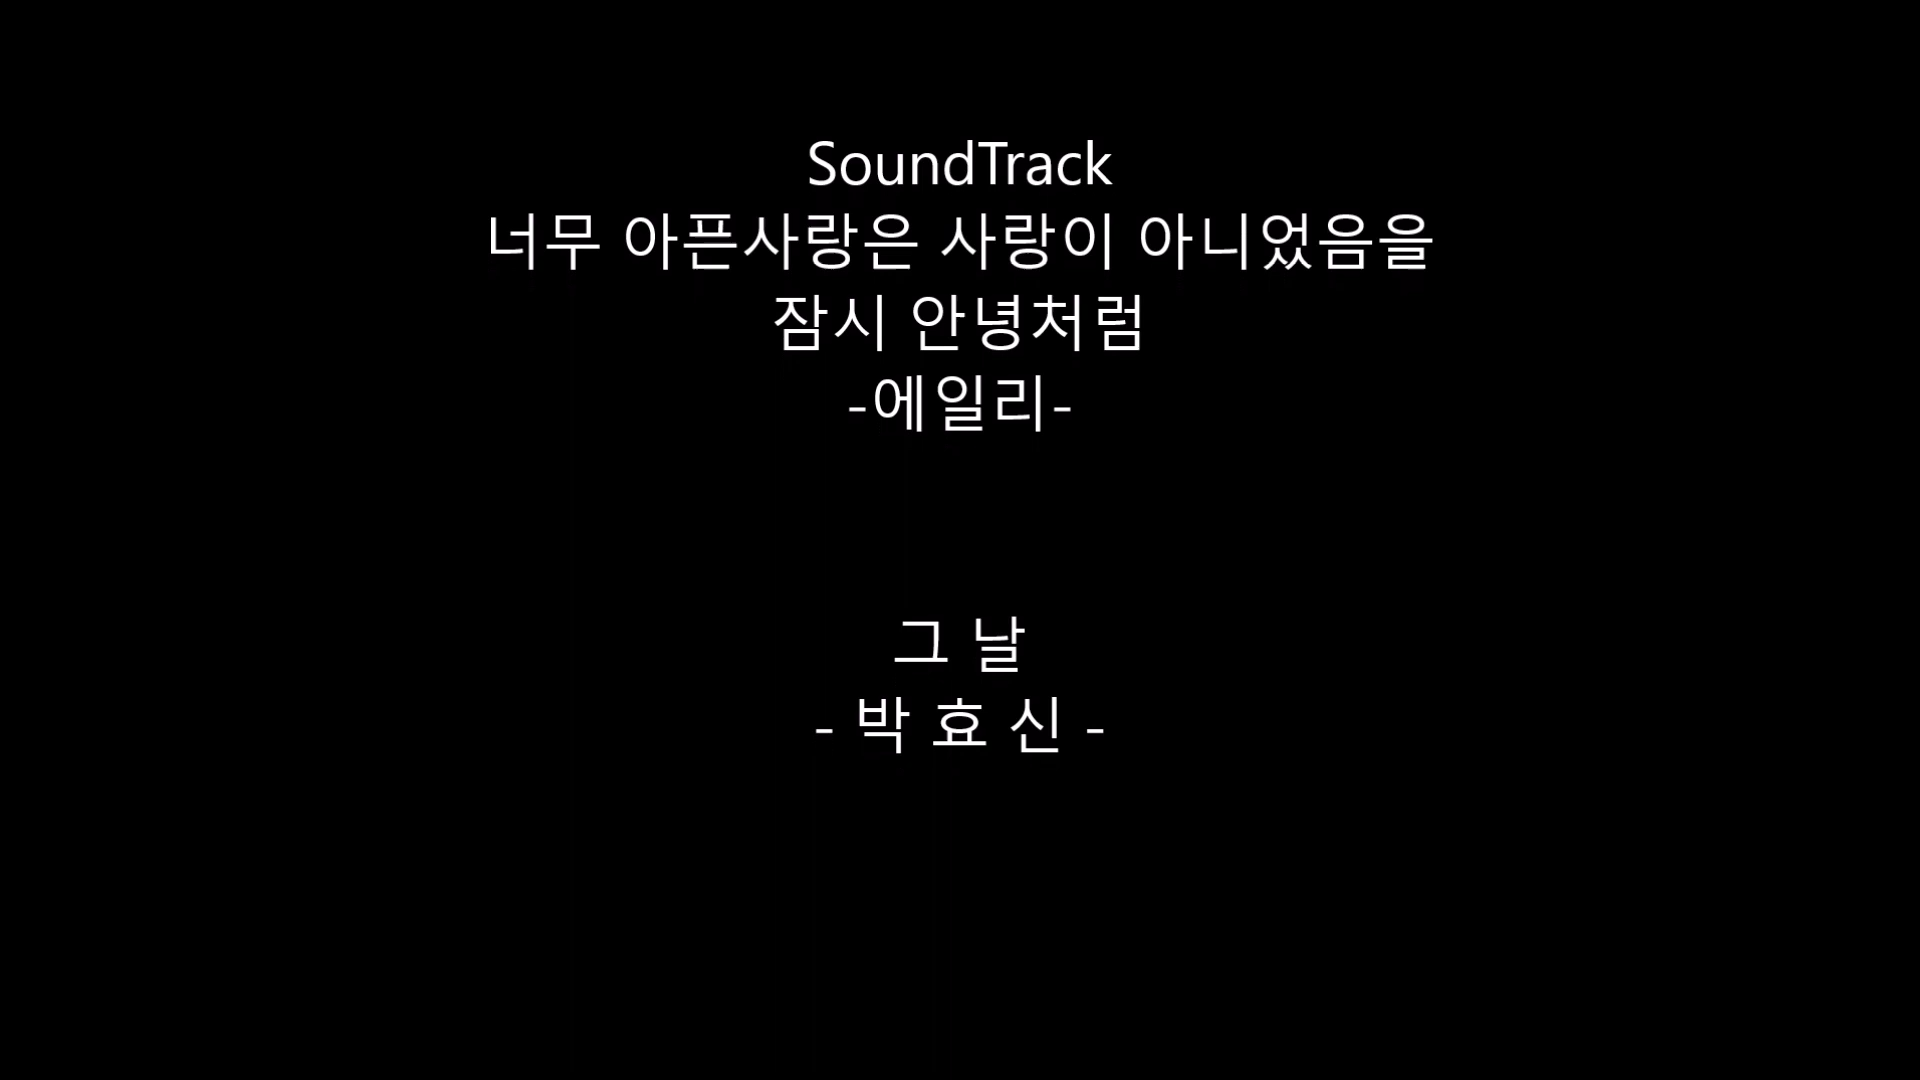 SoundTrack
너무 아픈사랑은 사랑이 아니었음을
잠시 안녕처럼
-에일리-
그 날
- 박 효 신 -